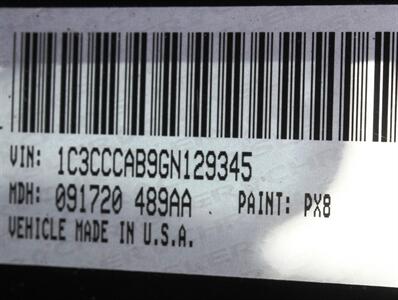 VIN: 1C3CCCAB9GN129345
MDH: 091720 489AA PAINT: PX8
VEHICLE MADE IN U.S.A.